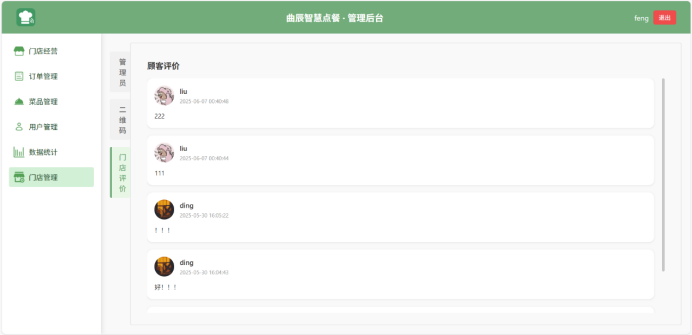 曲辰智慧点餐 - 管理后台
feng
退出
门店经营
订单管理
菜品管理
用户管理
数据统计
门店管理
管理员
二维码
门店评价
顾客评价
liu
2025-06-07 00:40:48
222
liu
2025-06-07 00:40:44
111
ding
2025-05-30 16:05:22
！！！
ding
2025-05-30 16:04:43
好！！！